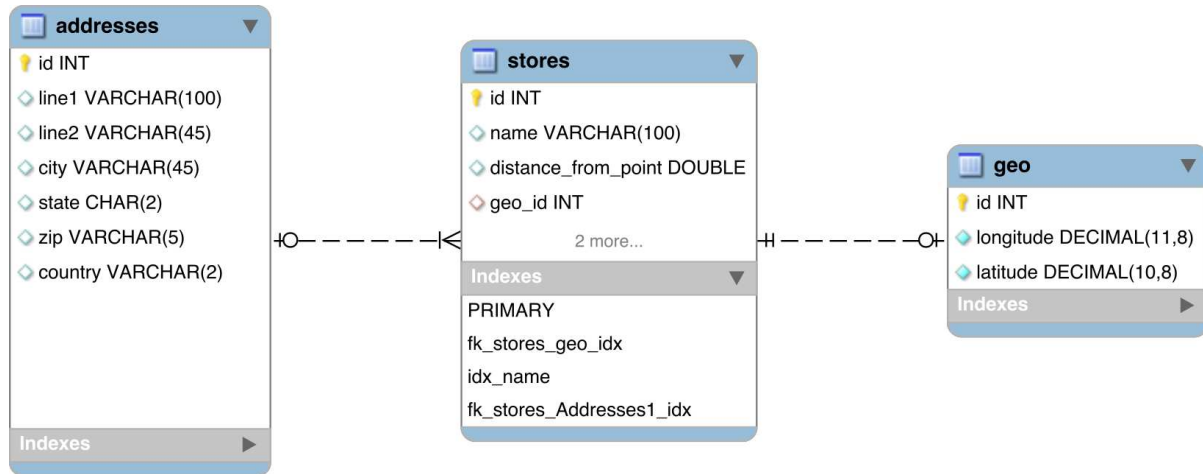 addresses
id INT
line1 VARCHAR(100)
line2 VARCHAR(45)
city VARCHAR(45)
state CHAR(2)
zip VARCHAR(5)
country VARCHAR(2)
Indexes
stores
id INT
name VARCHAR(100)
distance_from_point DOUBLE
geo_id INT
2 more...
Indexes
PRIMARY
fk_stores_geo_idx
idx_name
fk_stores_Addresses1_idx
geo
id INT
longitude DECIMAL(11,8)
latitude DECIMAL(10,8)
Indexes